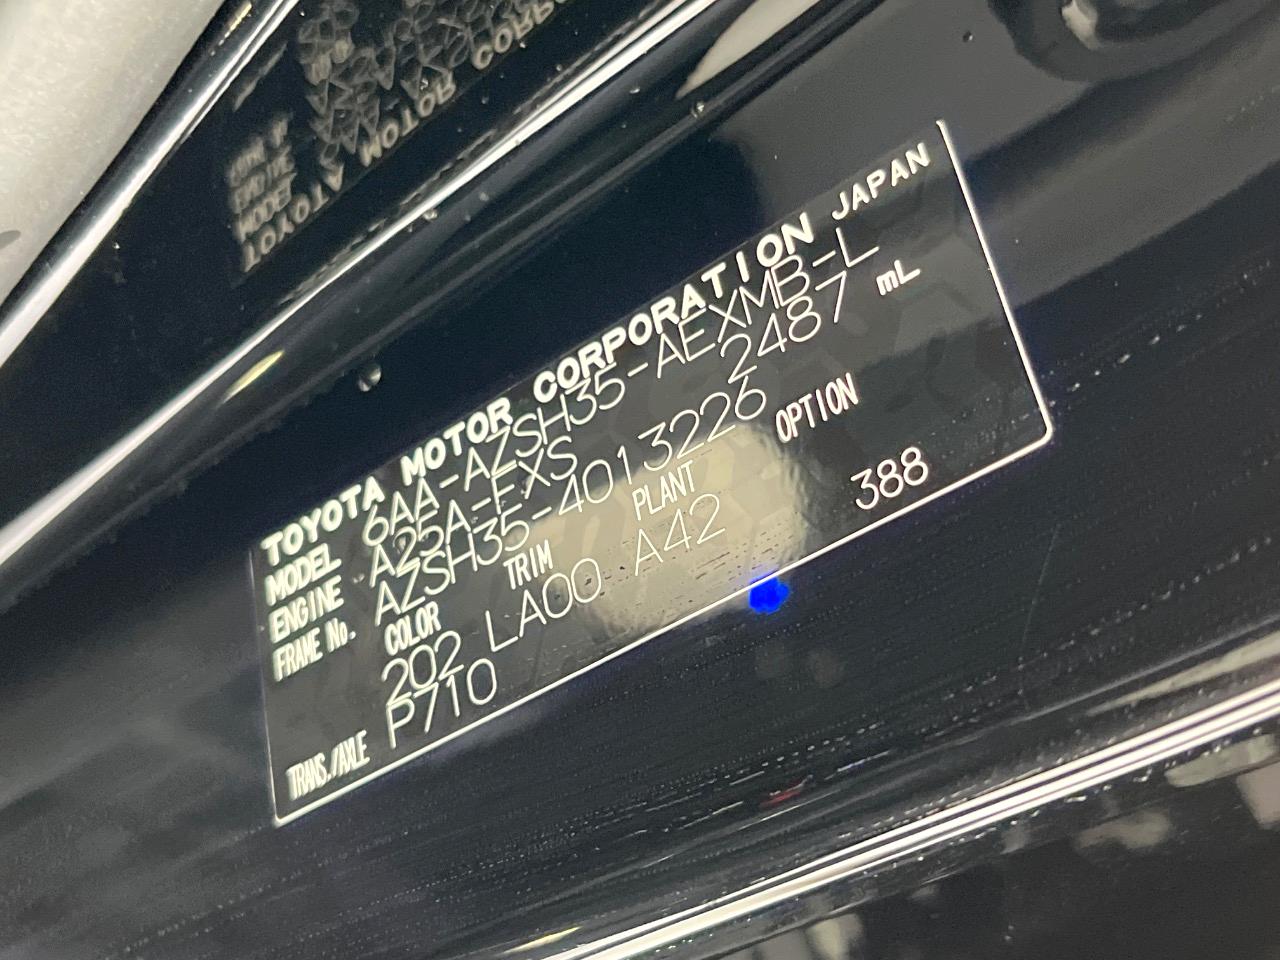 TOYOTA MOTOR CORPORATION JAPAN
MODEL 6AA-AZSH35-AEXMB-L
ENGINE A25A-FXS 2487 mL
FRAME No. AZSH35-4013226
COLOR TRIM PLANT OPTION
202 LA00 A42 388
TRANS./AXLE P710